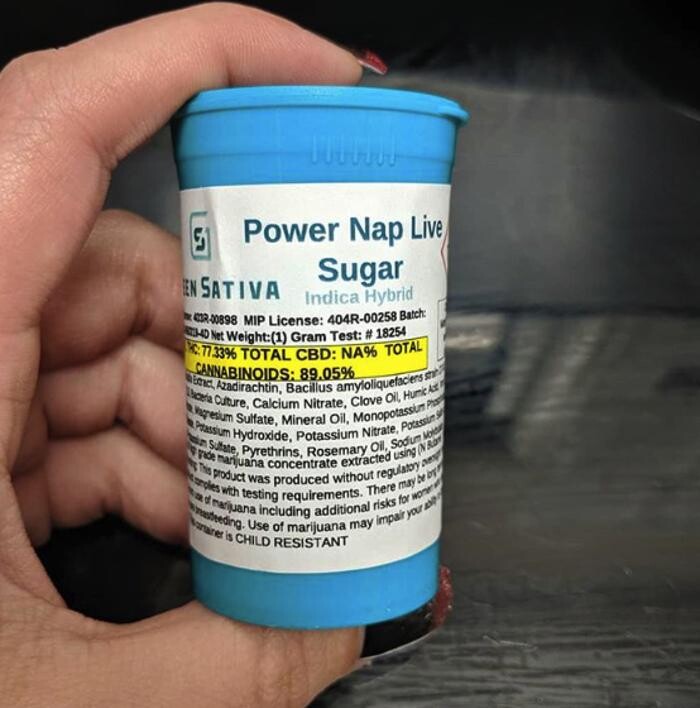 Power Nap Live
Sugar
EN SATIVA
Indica Hybrid
403R-00898 MIP License: 404R-00258 Batch:
Net Weight:(1) Gram Test: # 18254
THC: 77.33% TOTAL CBD: NA% TOTAL
CANNABINOIDS: 89.05%
Extract, Azadirachtin, Bacillus amyloliquefaciens strain
Bacteria Culture, Calcium Nitrate, Clove Oil, Humic
Magnesium Sulfate, Mineral Oil, Monopotassium
Potassium Hydroxide, Potassium Nitrate, Potassium
Sulfate, Pyrethrins, Rosemary Oil, Sodium
grade marijuana concentrate extracted using (N
This product was produced without regulatory
complies with testing requirements. There may be
use of marijuana including additional risks for
breastfeeding. Use of marijuana may impair your
container is CHILD RESISTANT